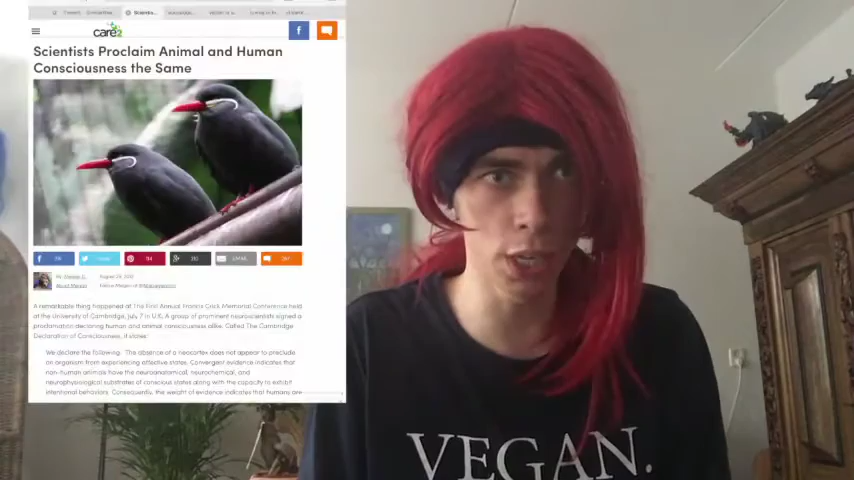 care2
f
Scientists Proclaim Animal and Human
Consciousness the Same
f
EMAIL
August
A remarkable thing happened at The First Annual Francis Crick Memorial Conference held
at the University of Cambridge, July 7 in U.K. A group of prominent neuroscientists signed a
proclamation declaring human and animal consciousness alike. Called The Cambridge
Declaration of Consciousness, it states:
We declare the following: The absence of a neocortex does not appear to preclude
an organism from experiencing affective states. Convergent evidence indicates that
non-human animals have the neuroanatomical, neurochemical, and
neurophysiological substrates of conscious states along with the capacity to exhibit
intentional behaviors. Consequently, the weight of evidence indicates that humans are
VEGAN.